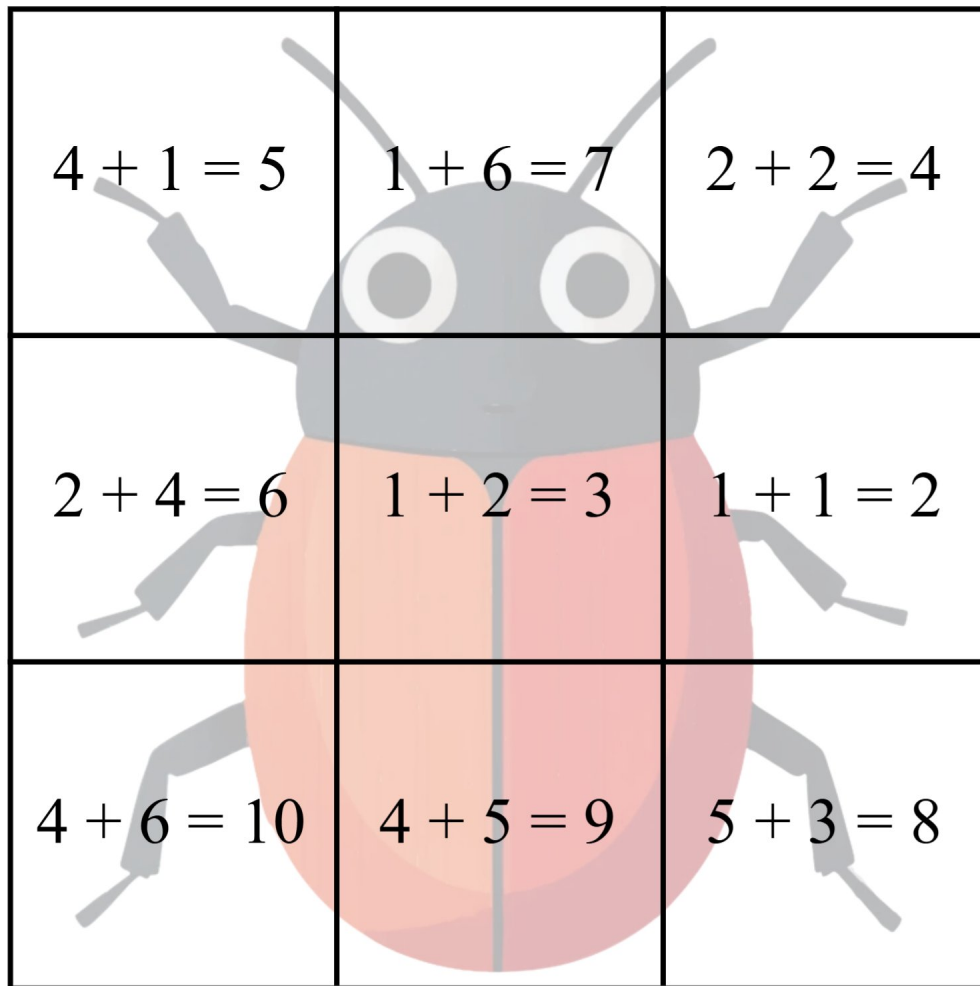 4 + 1 = 5
1 + 6 = 7
2 + 2 = 4
2 + 4 = 6
1 + 2 = 3
1 + 1 = 2
4 + 6 = 10
4 + 5 = 9
5 + 3 = 8